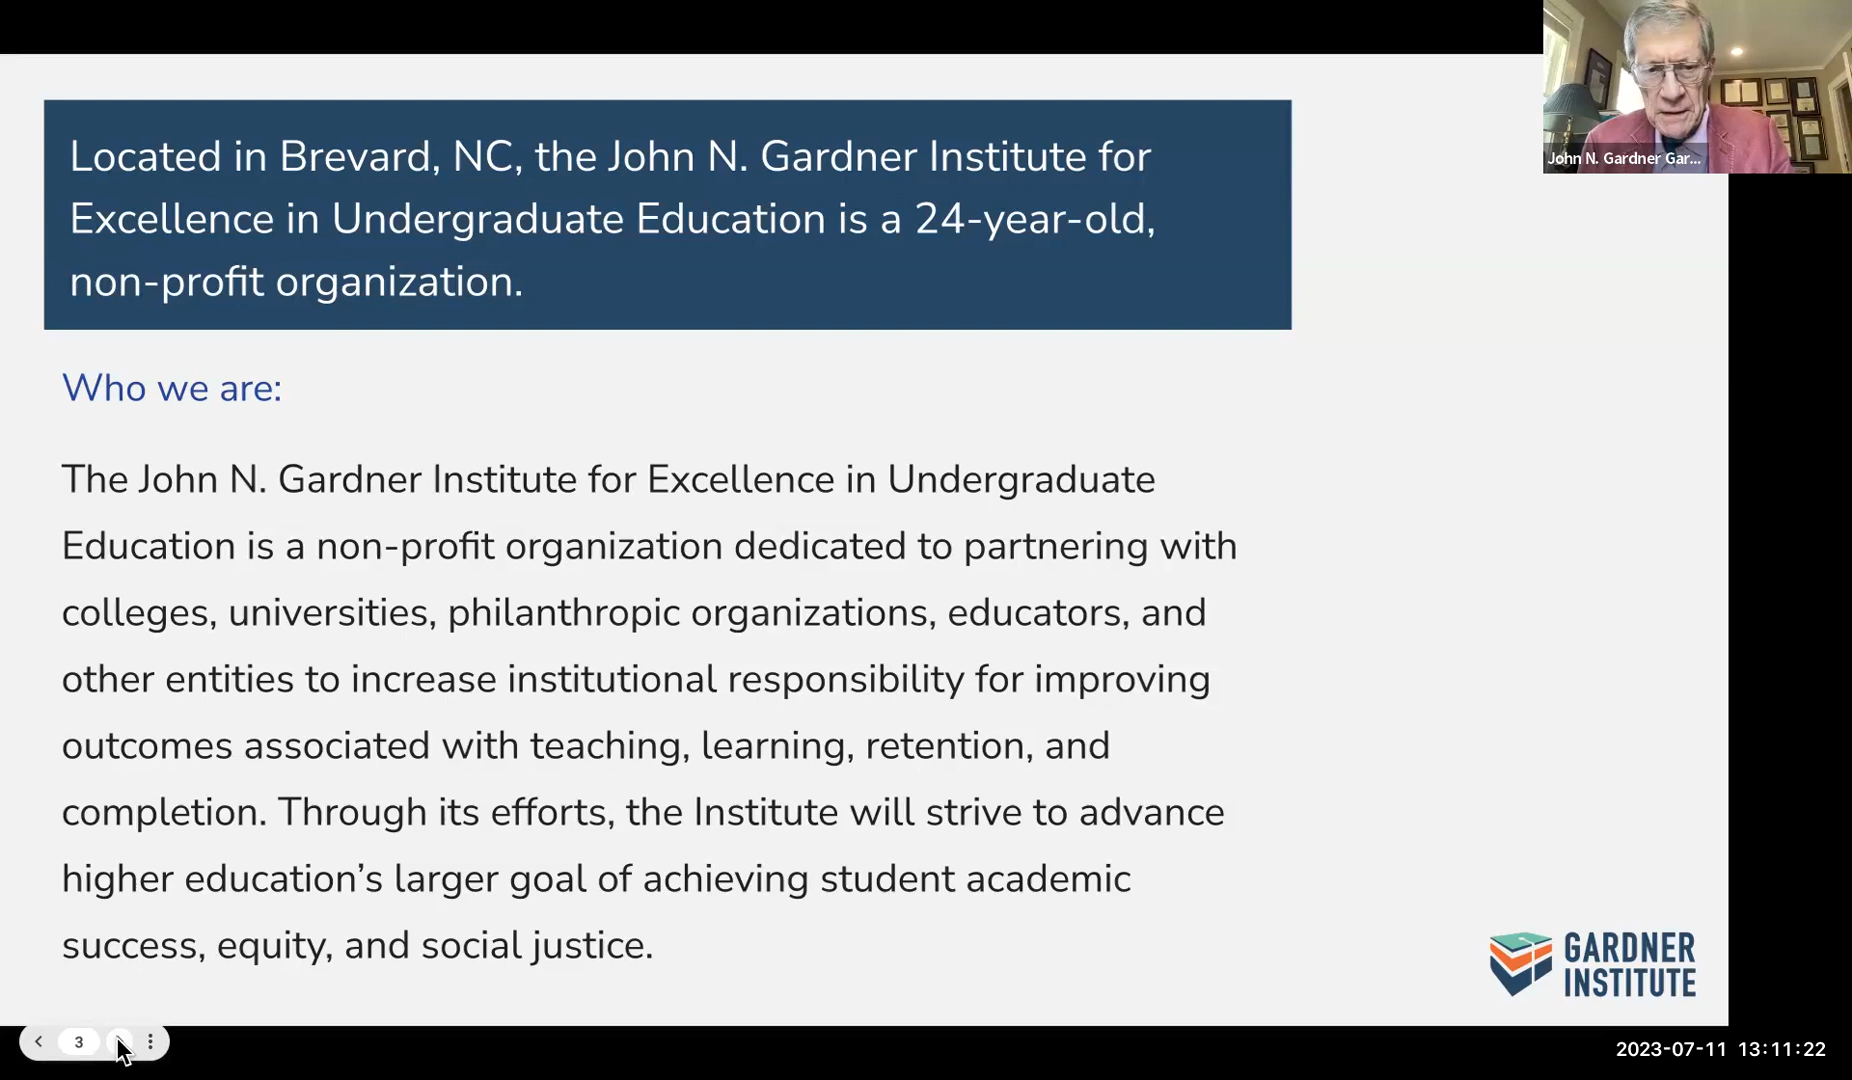 Located in Brevard, NC, the John N. Gardner Institute for
Excellence in Undergraduate Education is a 24-year-old,
non-profit organization.
John N. Gardner Gar...
Who we are:
The John N. Gardner Institute for Excellence in Undergraduate
Education is a non-profit organization dedicated to partnering with
colleges, universities, philanthropic organizations, educators, and
other entities to increase institutional responsibility for improving
outcomes associated with teaching, learning, retention, and
completion. Through its efforts, the Institute will strive to advance
higher education’s larger goal of achieving student academic
success, equity, and social justice.
GARDNER
INSTITUTE
3
2023-07-11 13:11:22